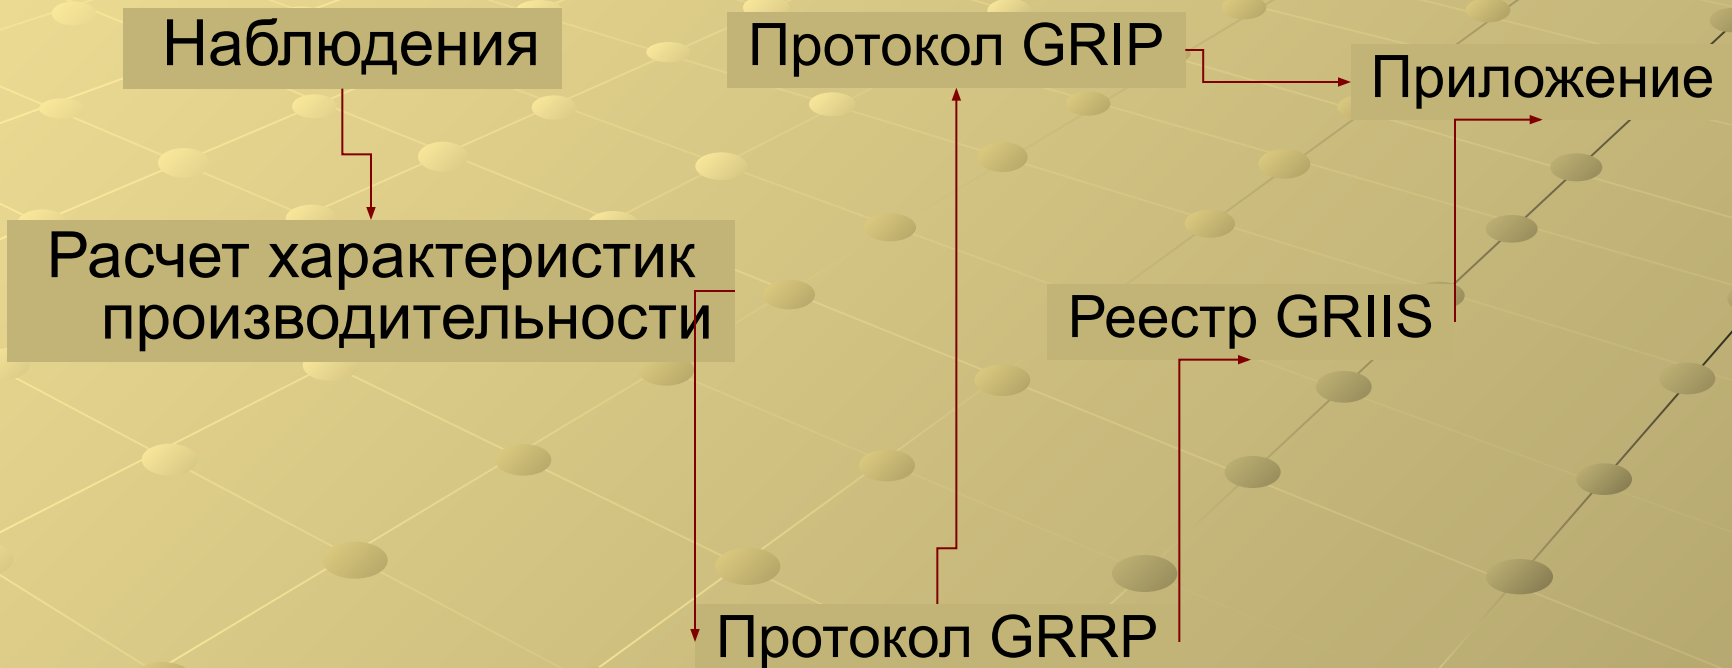 Наблюдения
Протокол GRIP
Приложение
Расчет характеристик
производительности
Реестр GRIIS
Протокол GRRP